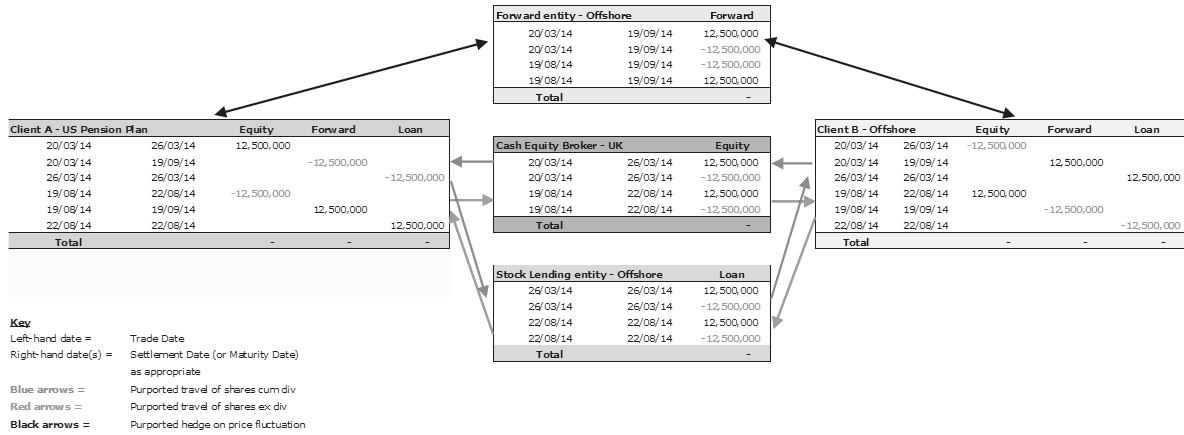 Forward entity - Offshore Forward
20/03/14 19/09/14 12,500,000
20/03/14 19/09/14 -12,500,000
19/08/14 19/09/14 -12,500,000
19/08/14 19/09/14 12,500,000
Total -
Client A - US Pension Plan Equity Forward Loan
20/03/14 26/03/14 12,500,000
20/03/14 19/09/14 -12,500,000
26/03/14 26/03/14 -12,500,000
19/08/14 22/08/14 -12,500,000
19/08/14 19/09/14 12,500,000
22/08/14 22/08/14 12,500,000
Total - - -
Cash Equity Broker - UK Equity
20/03/14 26/03/14 12,500,000
20/03/14 26/03/14 -12,500,000
19/08/14 22/08/14 12,500,000
19/08/14 22/08/14 -12,500,000
Total -
Client B - Offshore Equity Forward Loan
20/03/14 26/03/14 -12,500,000
20/03/14 19/09/14 12,500,000
26/03/14 26/03/14 12,500,000
19/08/14 22/08/14 12,500,000
19/08/14 19/09/14 -12,500,000
22/08/14 22/08/14 -12,500,000
Total - - -
Stock Lending entity - Offshore Loan
26/03/14 26/03/14 12,500,000
26/03/14 26/03/14 -12,500,000
22/08/14 22/08/14 12,500,000
22/08/14 22/08/14 -12,500,000
Total -
Key
Left-hand date = Trade Date
Right-hand date(s) = Settlement Date (or Maturity Date)
as appropriate
Blue arrows = Purported travel of shares cum div
Red arrows = Purported travel of shares ex div
Black arrows = Purported hedge on price fluctuation